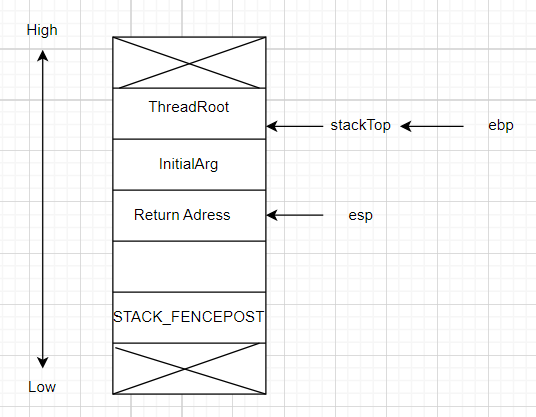 High
ThreadRoot
stackTop
ebp
InitialArg
Return Adress
esp
STACK_FENCEPOST
Low